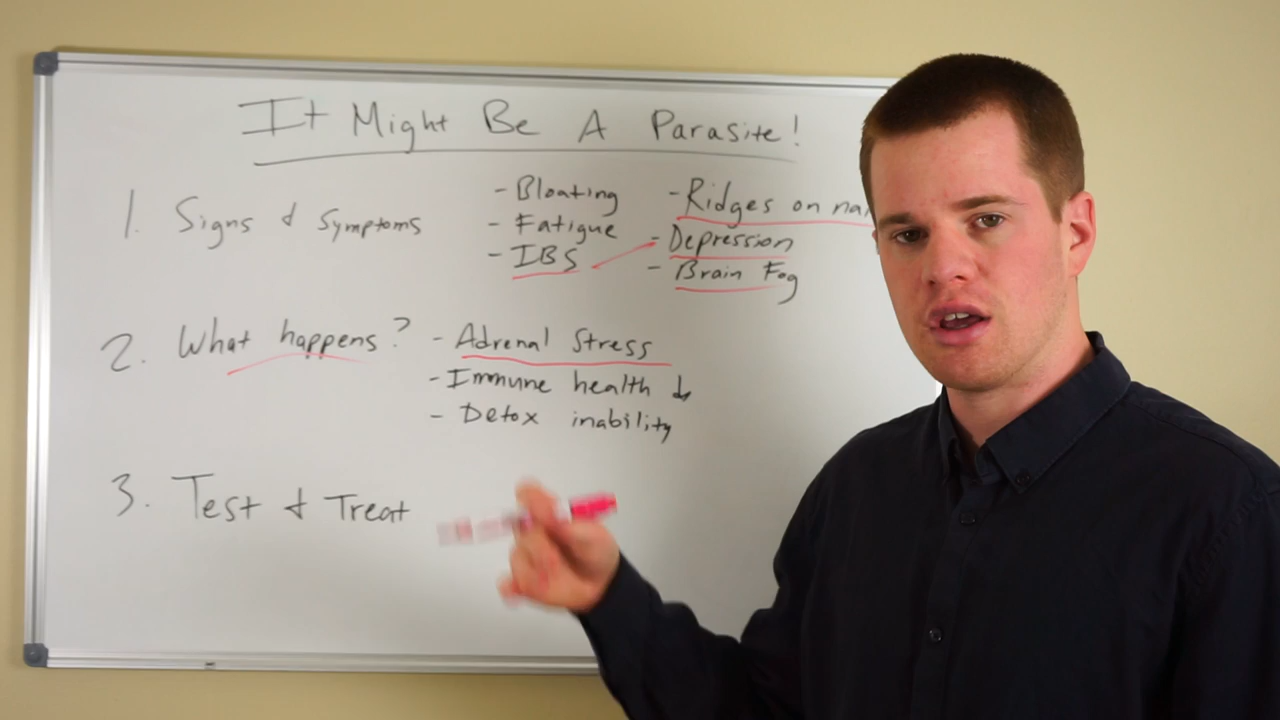 It Might Be A Parasite!
1. Signs & Symptoms
- Bloating
- Fatigue
- IBS
- Ridges on nai
- Depression
- Brain Fog
2. What happens?
- Adrenal Stress
- Immune health ↓
- Detox inability
3. Test & Treat